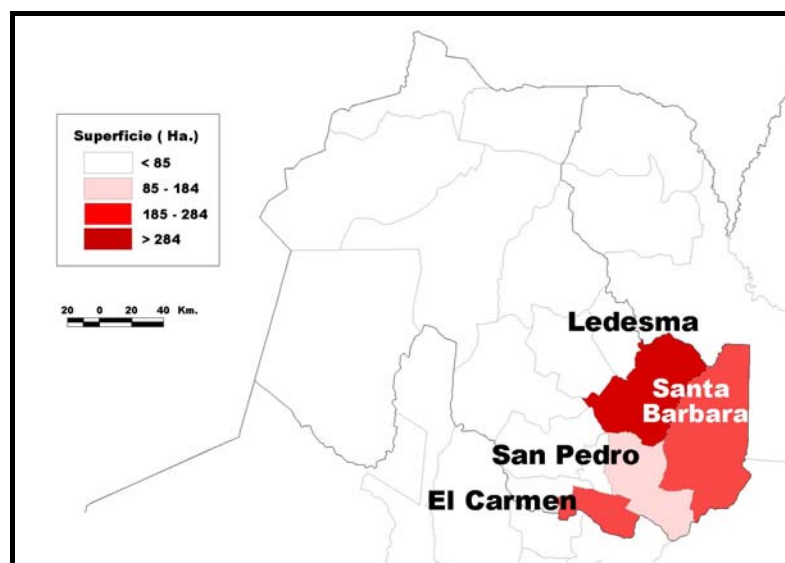 Superficie ( Ha.)
< 85
85 - 184
185 - 284
> 284
20 0 20 40 Km.
Ledesma
Santa
Barbara
San Pedro
El Carmen